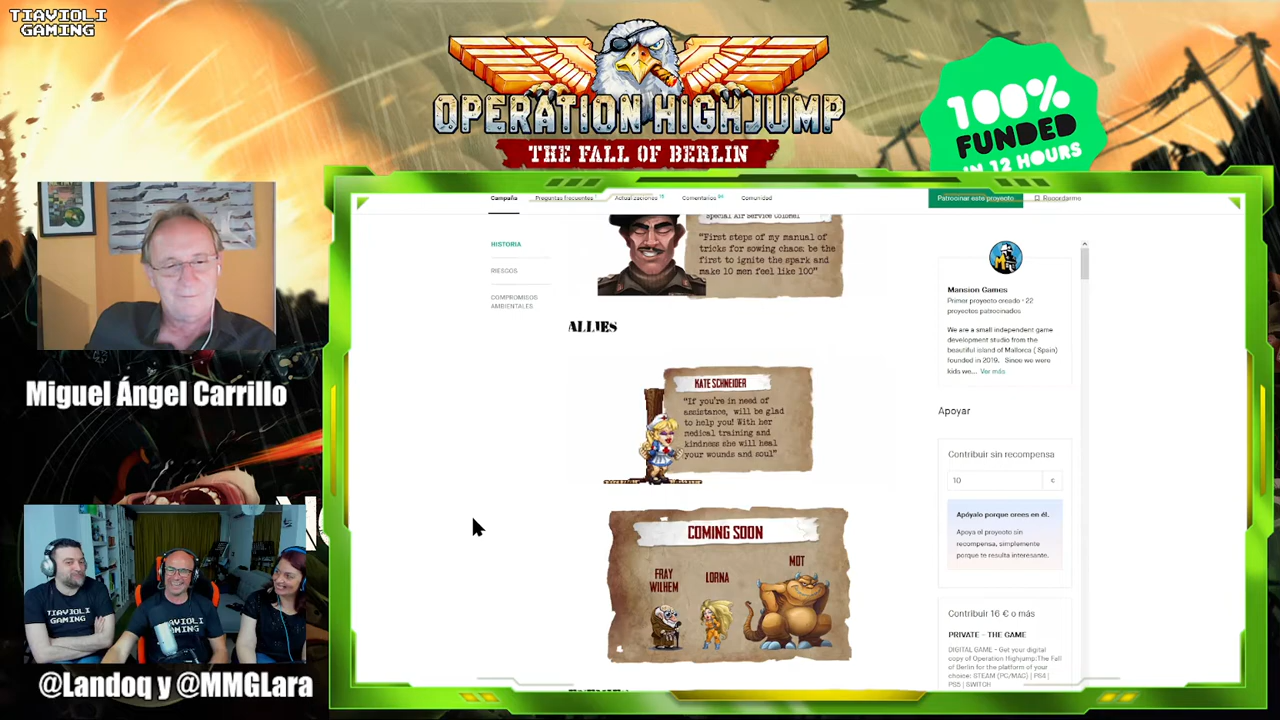 TIAVIOLI
GAMING
OPERATION HIGHJUMP
THE FALL OF BERLIN
100%
FUNDED
IN 12 HOURS
Campaña
Preguntas frecuentes
Actualizaciones 15
Comentarios
Comunidad
Patrocinar este proyecto
Recordarme
HISTORIA
RIESGOS
COMPROMISOS
AMBIENTALES
Special Air Service Colonel
"First steps of my manual of
tricks for sowing chaos: be the
first to ignite the spark and
make 10 men feel like 100"
ALLIES
KATE SCHNEIDER
"If you're in need of
assistance, will be glad
to help you! With her
medical training and
kindness she will heal
your wounds and soul"
COMING SOON
FRAY
WILHEM
LORNA
MOT
Mansion Games
Primer proyecto creado · 22
proyectos patrocinados
We are a small independent game
development studio from the
beautiful island of Mallorca ( Spain)
founded in 2019. Since we were
kids we... Ver más
Apoyar
Contribuir sin recompensa
10
€
Apóyalo porque crees en él.
Apoya el proyecto sin
recompensa, simplemente
porque te resulta interesante.
Contribuir 16 € o más
PRIVATE - THE GAME
DIGITAL GAME - Get your digital
copy of Operation Highjump:The Fall
of Berlin for the platform of your
choice: STEAM (PC/MAC) | PS4 |
PS5 | SWITCH
Miguel Ángel Carrillo
TIAVIOLI
GAMING
@Landoq y @MMFLara